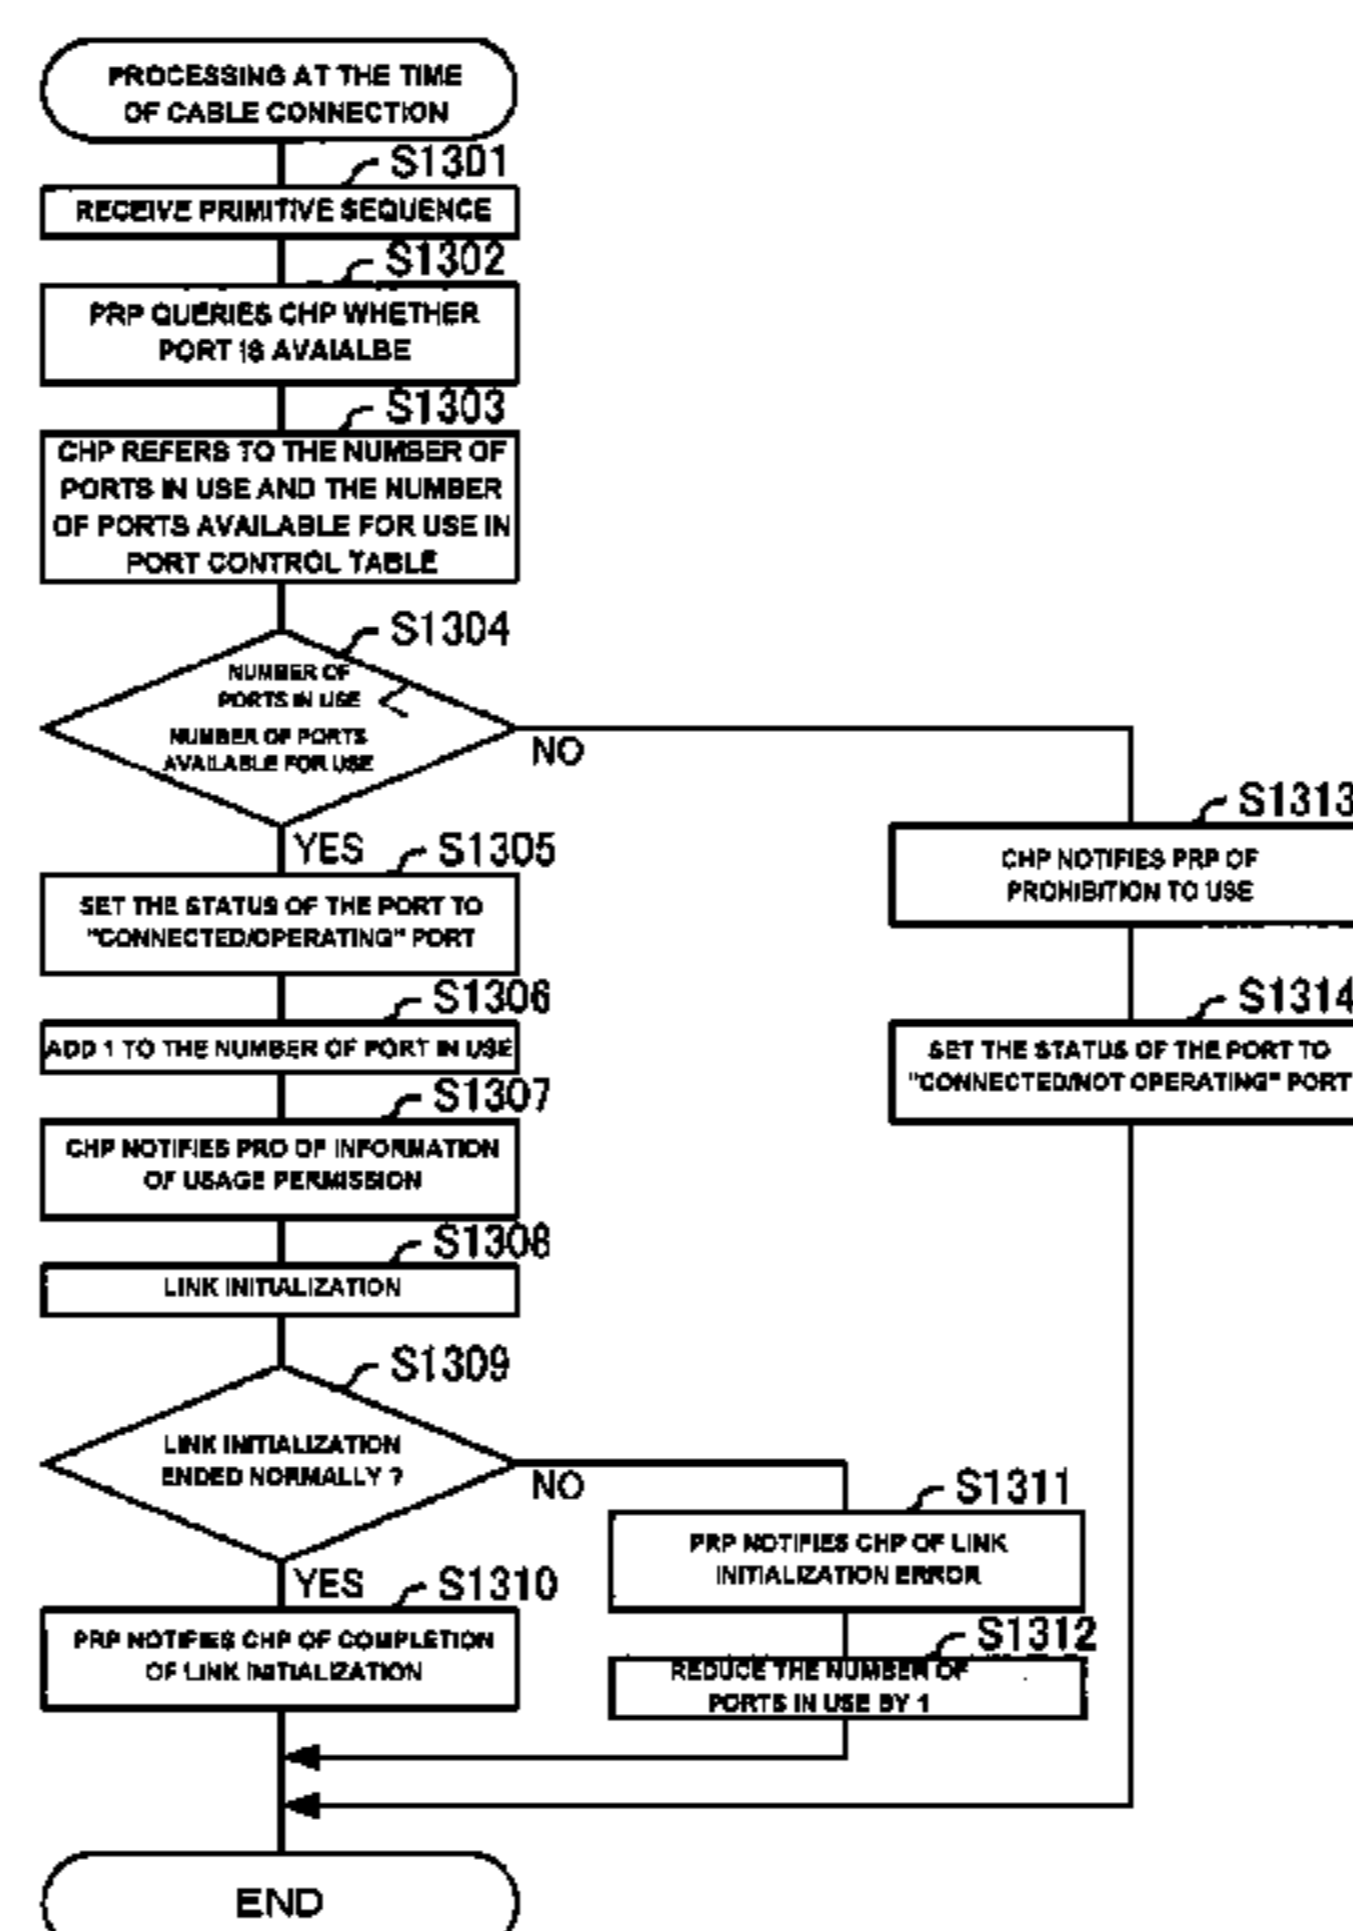 PROCESSING AT THE TIME
OF CABLE CONNECTION
S1301
RECEIVE PRIMITIVE SEQUENCE
S1302
PRP QUERIES CHP WHETHER
PORT IS AVAIALBE
S1303
CHP REFERS TO THE NUMBER OF
PORTS IN USE AND THE NUMBER
OF PORTS AVAILABLE FOR USE IN
PORT CONTROL TABLE
S1304
NUMBER OF
PORTS IN USE <
NUMBER OF PORTS
AVAILABLE FOR USE
NO
YES
S1305
SET THE STATUS OF THE PORT TO
"CONNECTED/OPERATING" PORT
S1306
ADD 1 TO THE NUMBER OF PORT IN USE
S1307
CHP NOTIFIES PRO OF INFORMATION
OF USAGE PERMISSION
S1308
LINK INITIALIZATION
S1309
LINK INITIALIZATION
ENDED NORMALLY ?
NO
YES
S1310
PRP NOTIFIES CHP OF COMPLETION
OF LINK INITIALIZATION
S1311
PRP NOTIFIES CHP OF LINK
INITIALIZATION ERROR
S1312
REDUCE THE NUMBER OF
PORTS IN USE BY 1
S1313
CHP NOTIFIES PRP OF
PROHIBITION TO USE
S1314
SET THE STATUS OF THE PORT TO
"CONNECTED/NOT OPERATING" PORT
END